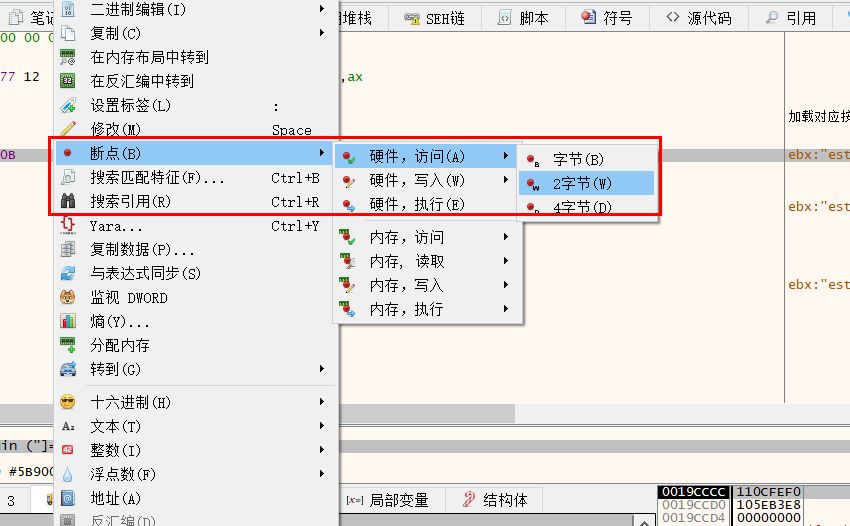 笔记
二进制编辑(I)
用堆栈
SEH链
脚本
符号
源代码
引用
00 00 0
复制(C)
77 12
在内存布局中转到
,ax
在反汇编中转到
设置标签(L)
:
加载对应按
修改(M)
Space
0B
断点(B)
硬件, 访问(A)
字节(B)
ebx:"est
搜索匹配特征(F)...
Ctrl+B
硬件, 写入(W)
2字节(W)
搜索引用(R)
Ctrl+R
硬件, 执行(E)
4字节(D)
ebx:"est
Yara...
Ctrl+Y
内存, 访问
复制数据(P)...
内存, 读取
与表达式同步(S)
内存, 写入
ebx:"est
监视 DWORD
内存, 执行
熵(Y)...
分配内存
转到(G)
十六进制(H)
文本(T)
整数(I)
in ("]=
#5B900
浮点数(F)
3
地址(A)
局部变量
结构体
0019CCCC
110CFEF0
0019CCD0
105EB3E8
反汇编(D)
0019CCD4
00000000